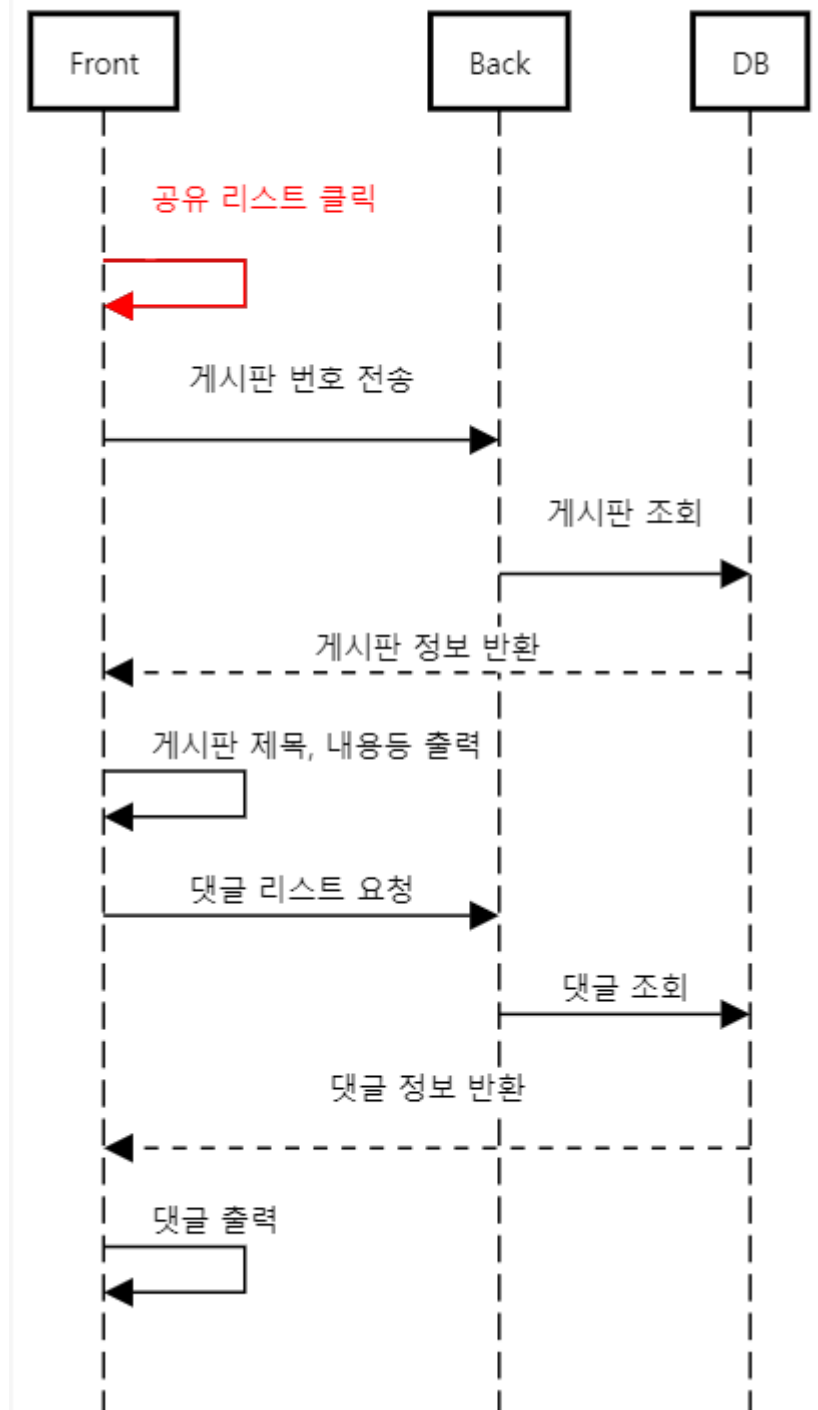 Front
Back
DB
공유 리스트 클릭
게시판 번호 전송
게시판 조회
게시판 정보 반환
게시판 제목, 내용등 출력
댓글 리스트 요청
댓글 조회
댓글 정보 반환
댓글 출력